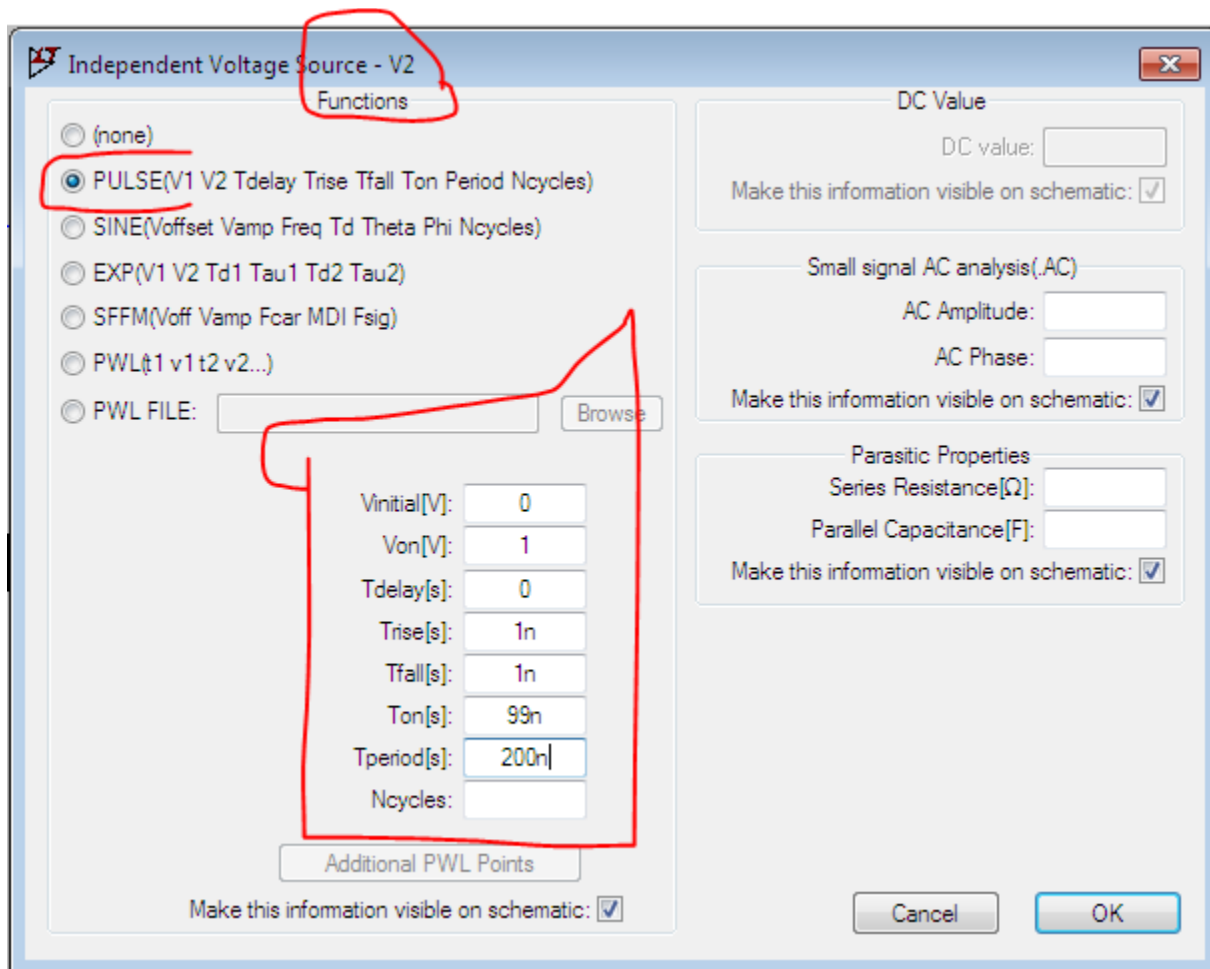 Independent Voltage Source - V2
Functions
(none)
PULSE(V1 V2 Tdelay Trise Tfall Ton Period Ncycles)
SINE(Voffset Vamp Freq Td Theta Phi Ncycles)
EXP(V1 V2 Td1 Tau1 Td2 Tau2)
SFFM(Voff Vamp Fcar MDI Fsig)
PWL(t1 v1 t2 v2...)
PWL FILE: Browse
Vinitial[V]: 0
Von[V]: 1
Tdelay[s]: 0
Trise[s]: 1n
Tfall[s]: 1n
Ton[s]: 99n
Tperiod[s]: 200n
Ncycles:
Additional PWL Points
Make this information visible on schematic:
DC Value
DC value:
Make this information visible on schematic:
Small signal AC analysis(.AC)
AC Amplitude:
AC Phase:
Make this information visible on schematic:
Parasitic Properties
Series Resistance[Ω]:
Parallel Capacitance[F]:
Make this information visible on schematic:
Cancel OK